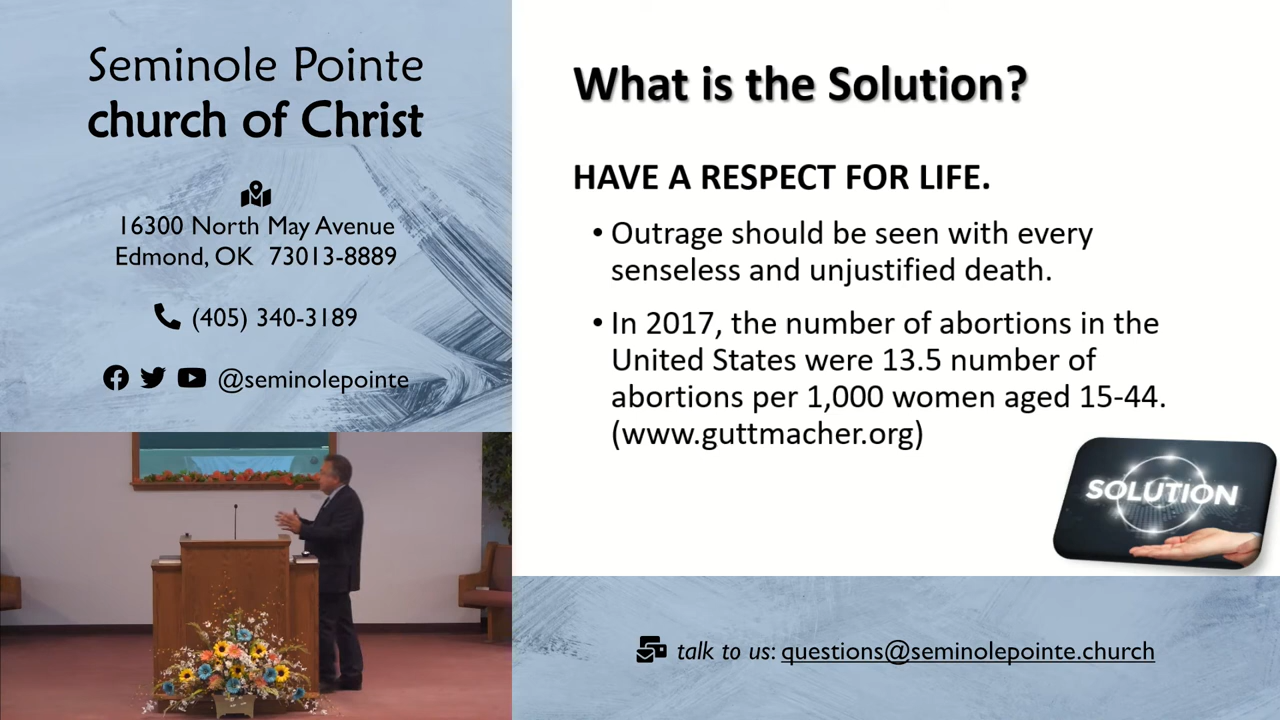 Seminole Pointe
church of Christ
16300 North May Avenue
Edmond, OK 73013-8889
(405) 340-3189
@seminolepointe
What is the Solution?
HAVE A RESPECT FOR LIFE.
• Outrage should be seen with every
senseless and unjustified death.
• In 2017, the number of abortions in the
United States were 13.5 number of
abortions per 1,000 women aged 15-44.
(www.guttmacher.org)
SOLUTION
talk to us: questions@seminolepointe.church